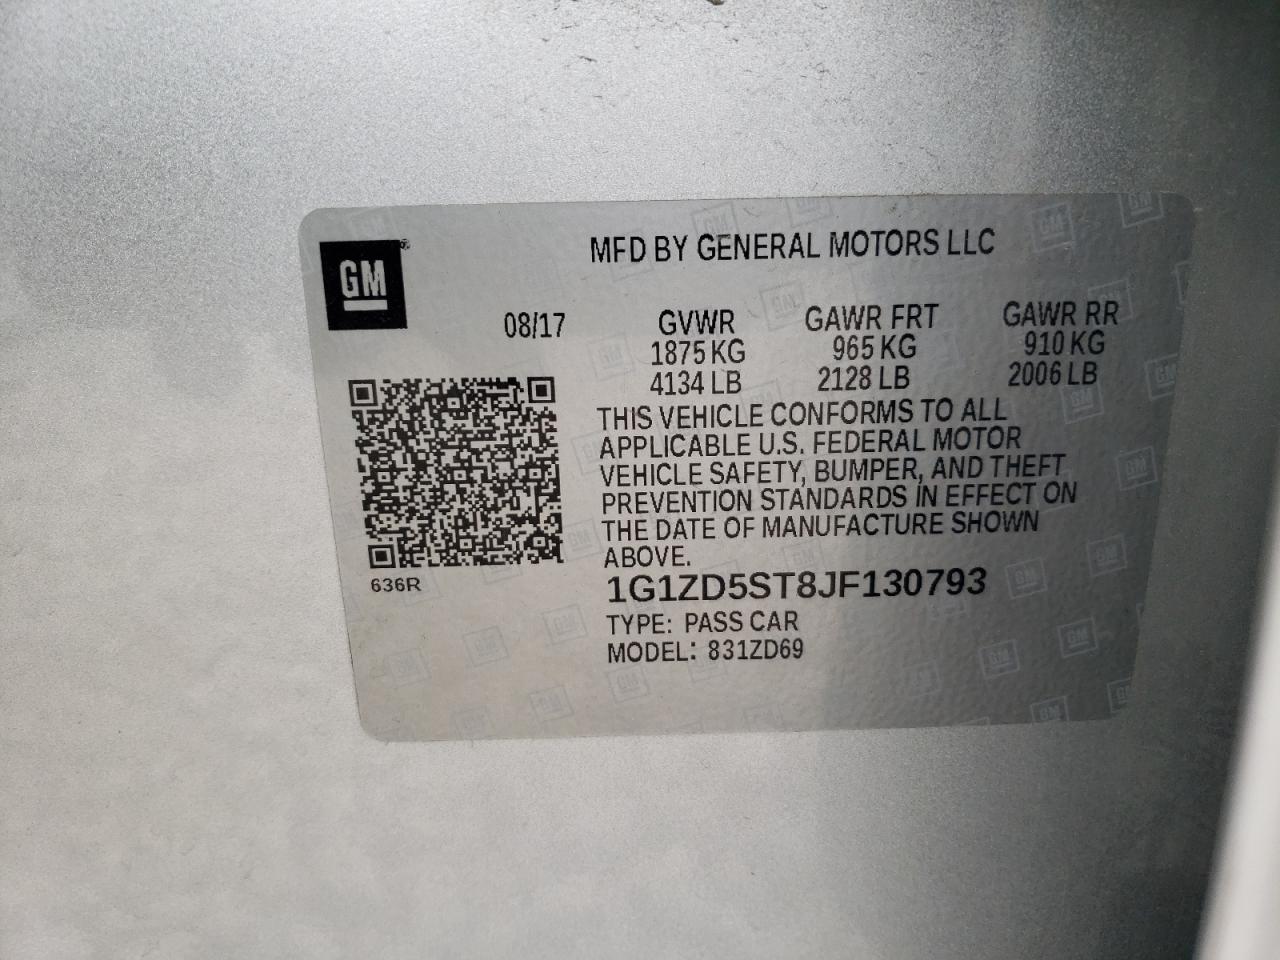 MFD BY GENERAL MOTORS LLC
GM®
08/17
GVWR GAWR FRT GAWR RR
1875 KG 965 KG 910 KG
4134 LB 2128 LB 2006 LB
THIS VEHICLE CONFORMS TO ALL
APPLICABLE U.S. FEDERAL MOTOR
VEHICLE SAFETY, BUMPER, AND THEFT
PREVENTION STANDARDS IN EFFECT ON
THE DATE OF MANUFACTURE SHOWN
ABOVE.
636R
1G1ZD5ST8JF130793
TYPE: PASS CAR
MODEL: 831ZD69